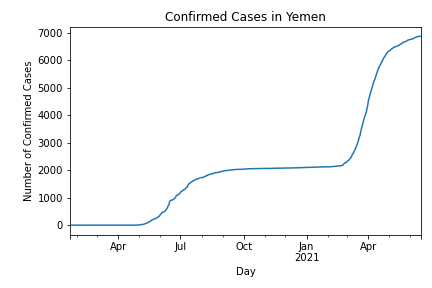 Confirmed Cases in Yemen
Number of Confirmed Cases
7000
6000
5000
4000
3000
2000
1000
0
Apr
Jul
Oct
Jan
2021
Apr
Day